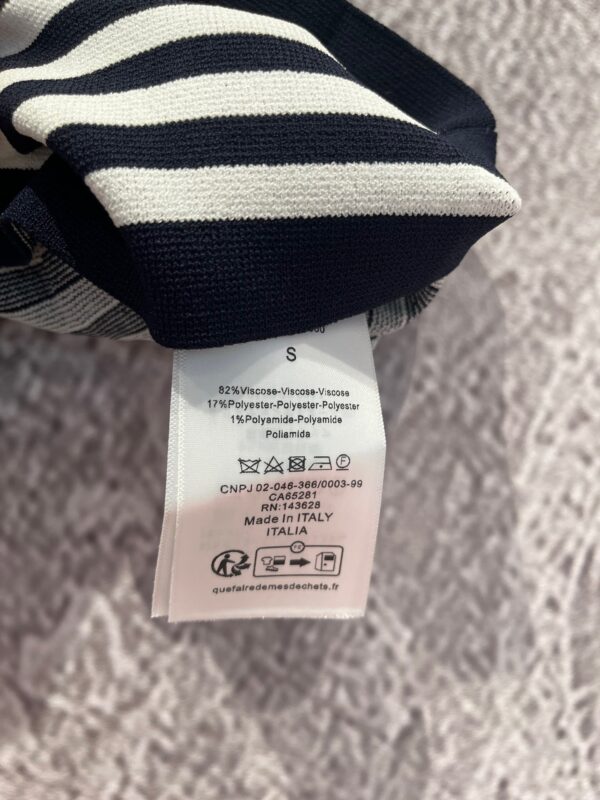 S
82%Viscose-Viscose-Viscose
17%Polyester-Polyester-Polyester
1%Polyamide-Polyamide
Poliamida
F
CNPJ 02-046-366/0003-99
CA65281
RN:143628
Made In ITALY
ITALIA
FR
quefairedemesdechets.fr